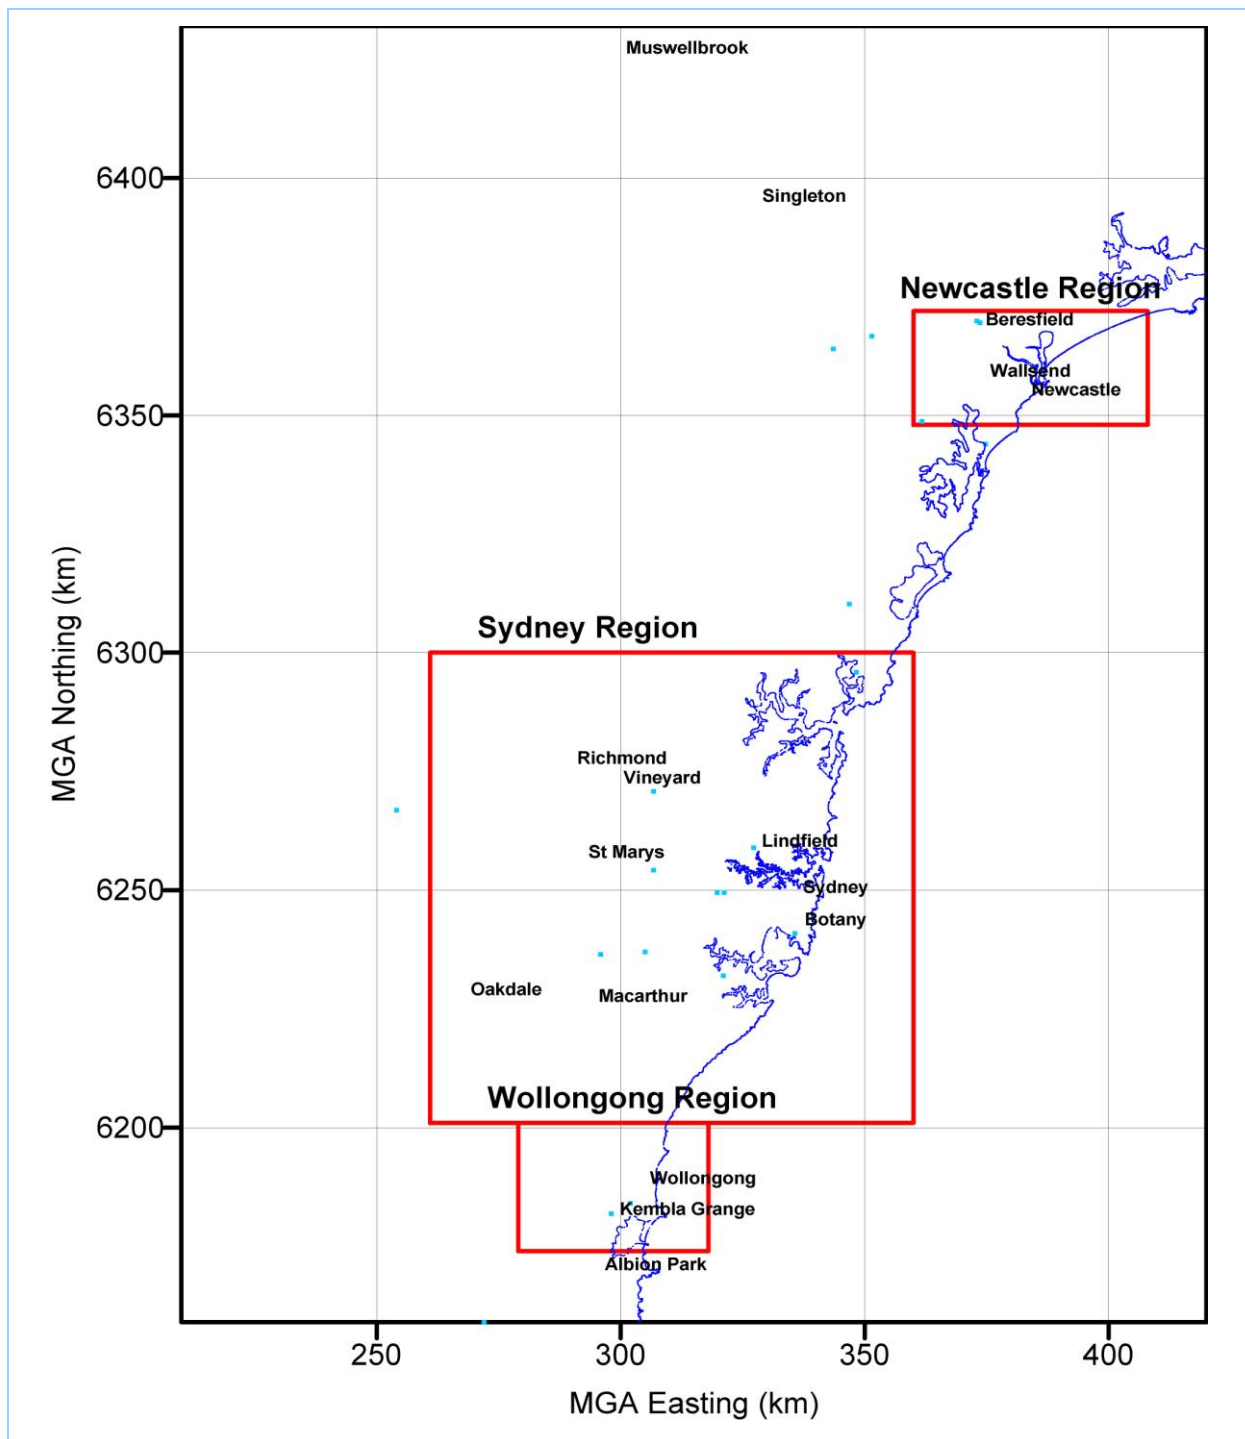 Muswellbrook
6400
Singleton
Newcastle Region
Beresfield
Wallsend
Newcastle
6350
MGA Northing (km)
Sydney Region
6300
Richmond
Vineyard
Lindfield
St Marys
Sydney
6250
Botany
Oakdale
Macarthur
Wollongong Region
6200
Wollongong
Kembla Grange
Albion Park
250 300 350 400
MGA Easting (km)